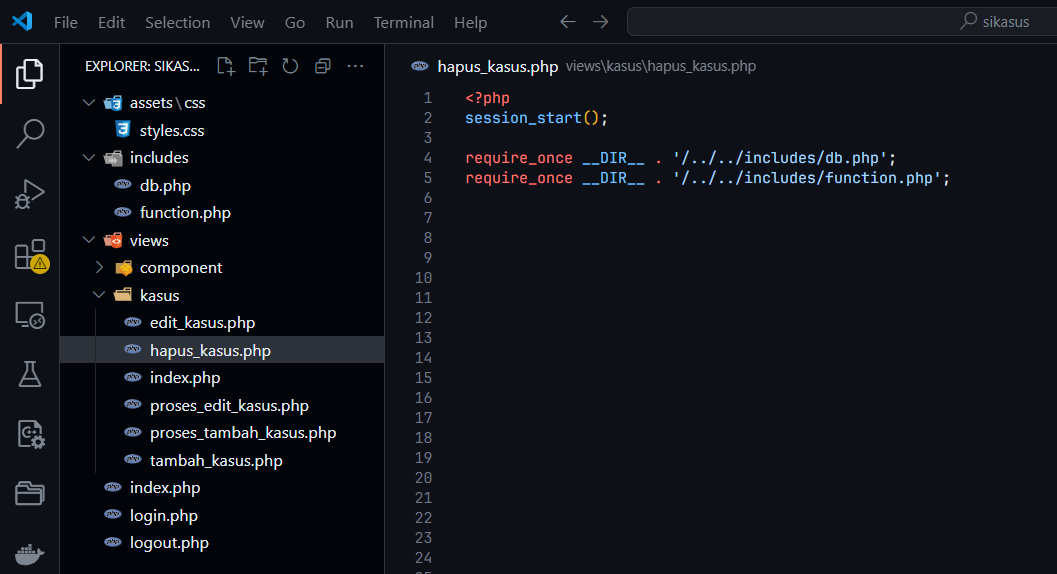 File Edit Selection View Go Run Terminal Help
sikasus
EXPLORER: SIKAS...
assets\css
styles.css
includes
db.php
function.php
views
component
kasus
edit_kasus.php
hapus_kasus.php
index.php
proses_edit_kasus.php
proses_tambah_kasus.php
tambah_kasus.php
index.php
login.php
logout.php
hapus_kasus.php views\kasus\hapus_kasus.php
1 <?php
2 session_start();
3
4 require_once __DIR__ . '/../../includes/db.php';
5 require_once __DIR__ . '/../../includes/function.php';
6
7
8
9
10
11
12
13
14
15
16
17
18
19
20
21
22
23
24